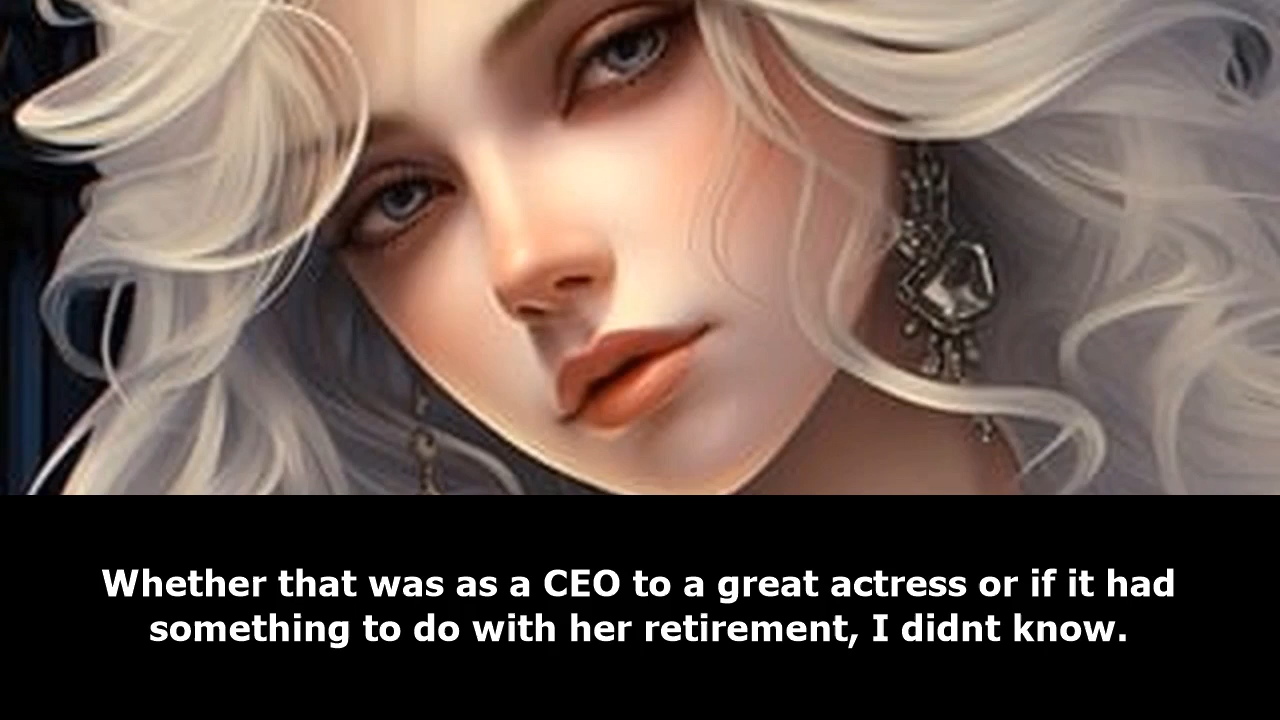 Whether that was as a CEO to a great actress or if it had
something to do with her retirement, I didnt know.